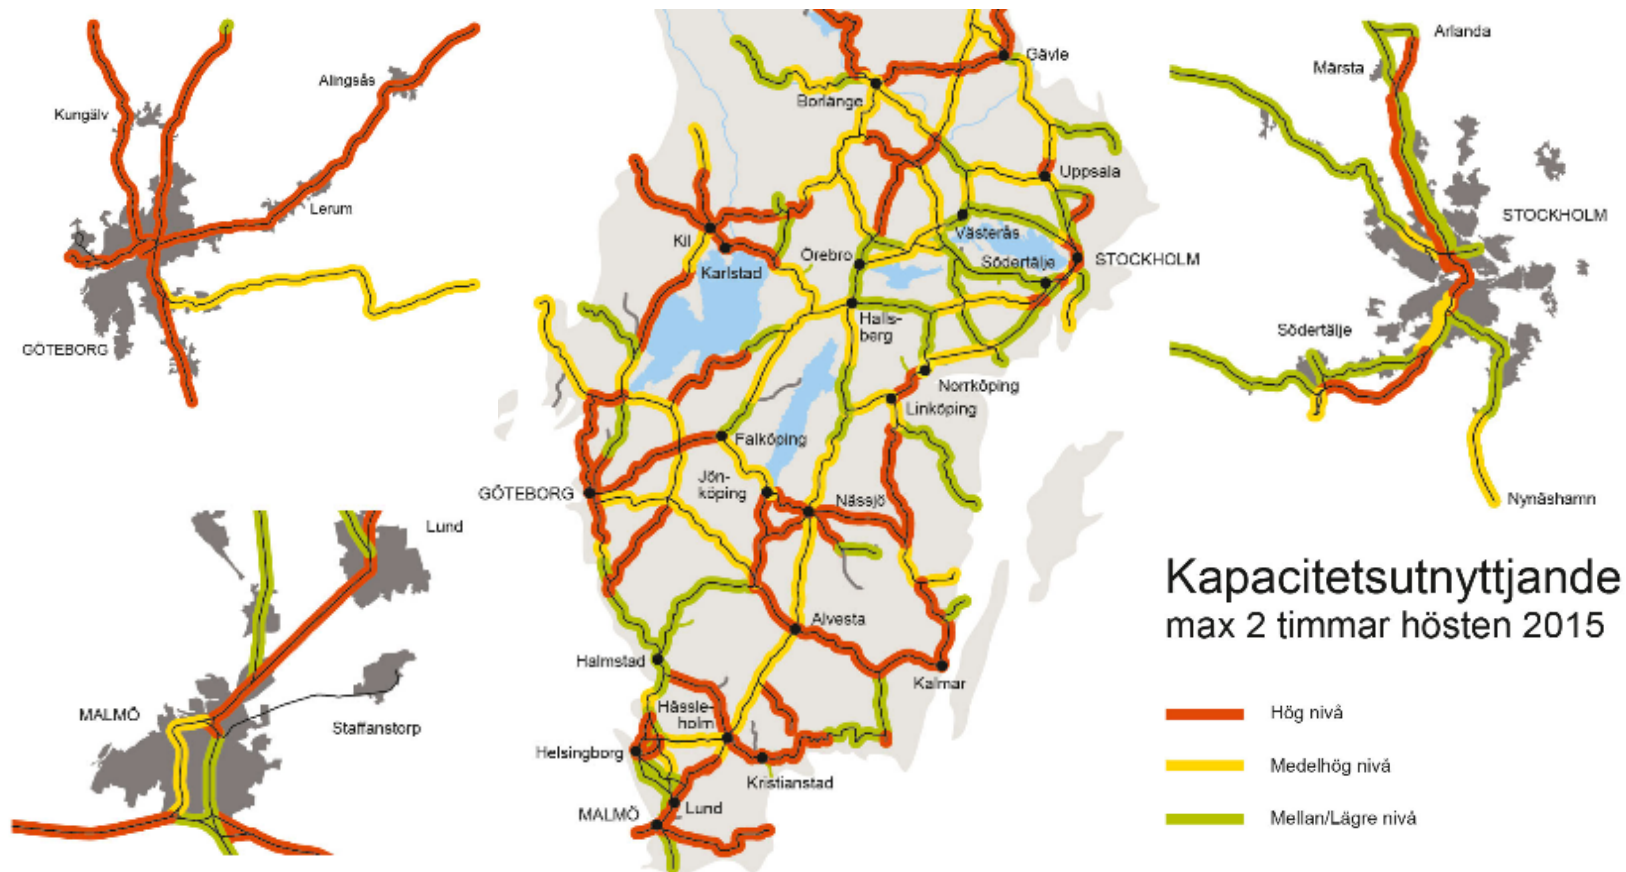 Kungälv
Alingsås
Lerum
GÖTEBORG
Lund
MALMÖ
Staffanstorp
Gävle
Borlänge
Uppsala
Kil
Karlstad
Örebro
Västerås
Södertälje
STOCKHOLM
Halls-
berg
Norrköping
Linköping
Falköping
Jön-
köping
GÖTEBORG
Nässjö
Alvesta
Halmstad
Kalmar
Hässle-
holm
Helsingborg
Kristianstad
MALMÖ
Lund
Arlanda
Märsta
STOCKHOLM
Södertälje
Nynäshamn
Kapacitetsutnyttjande
max 2 timmar hösten 2015
Hög nivå
Medelhög nivå
Mellan/Lägre nivå